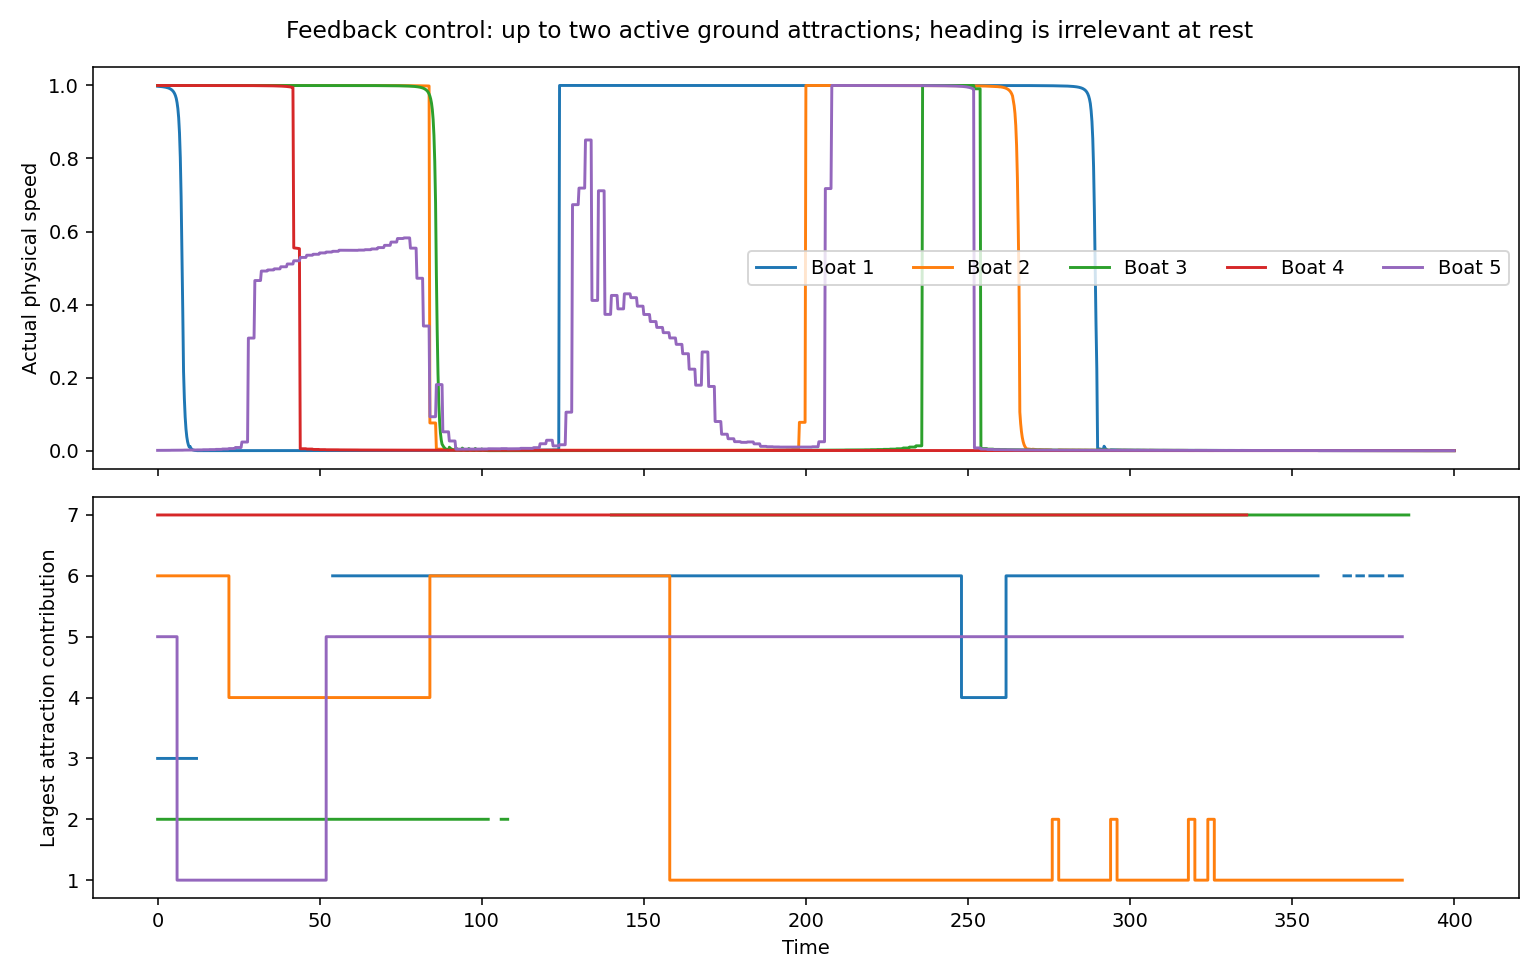 Feedback control: up to two active ground attractions; heading is irrelevant at rest
Actual physical speed
1.0
0.8
0.6
0.4
0.2
0.0
Boat 1
Boat 2
Boat 3
Boat 4
Boat 5
Largest attraction contribution
7
6
5
4
3
2
1
0
50
100
150
200
250
300
350
400
Time